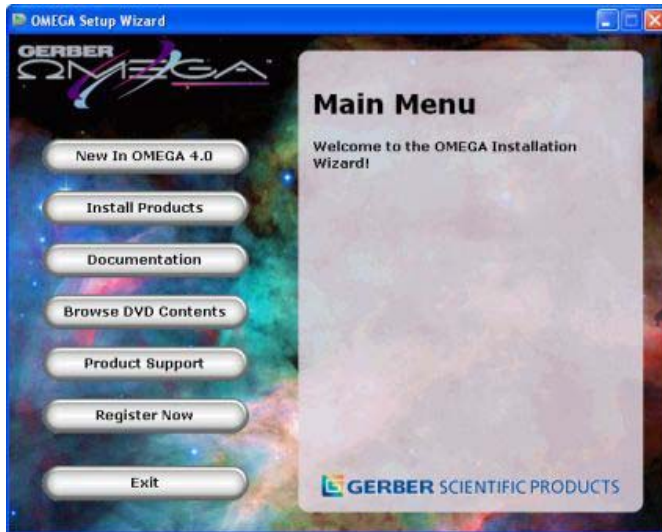 OMEGA Setup Wizard
GERBER
ΩMEGA™
New In OMEGA 4.0
Install Products
Documentation
Browse DVD Contents
Product Support
Register Now
Exit
Main Menu
Welcome to the OMEGA Installation
Wizard!
GERBER SCIENTIFIC PRODUCTS